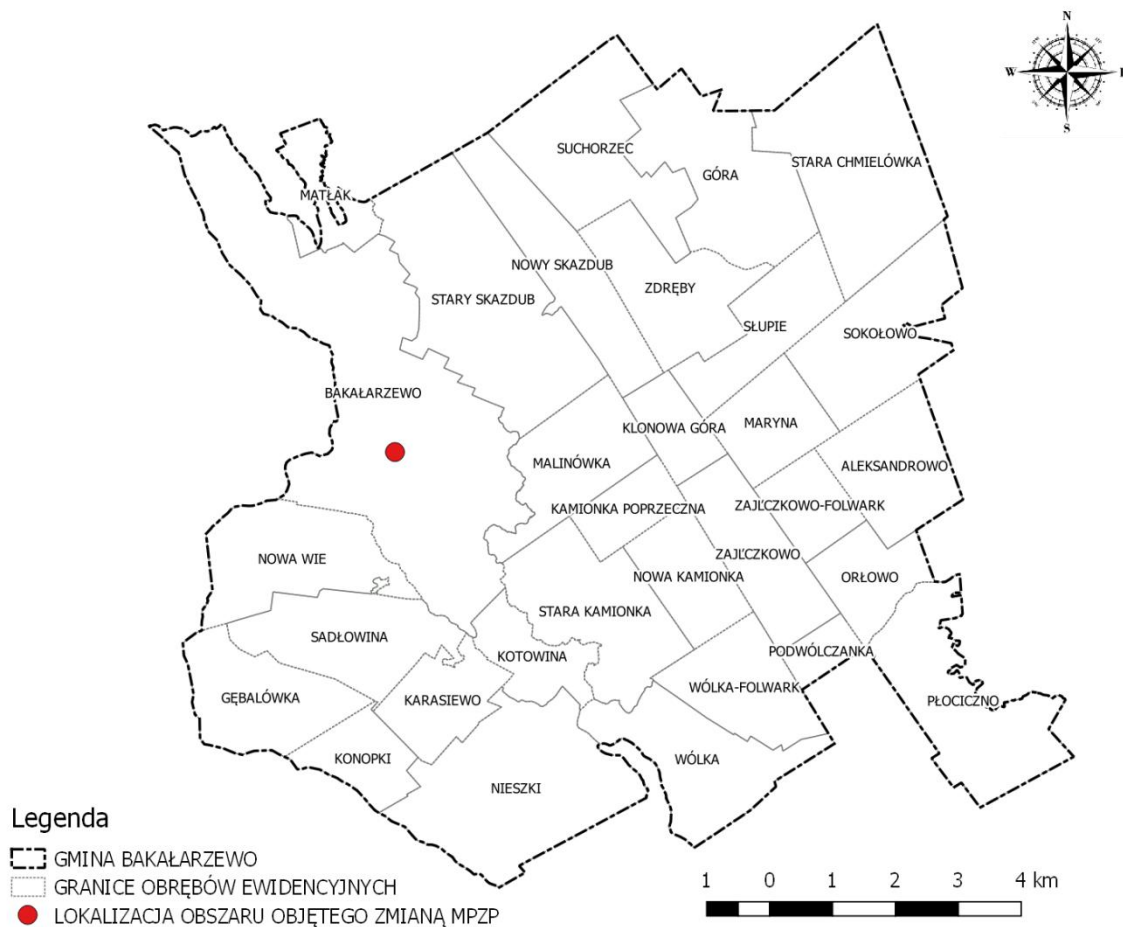 N
W
E
S
SUCHORZEC
GÓRA
STARA CHMIELÓWKA
MATŁAK
NOWY SKAZDUB
STARY SKAZDUB
ZDRĘBY
SŁUPIE
SOKOŁOWO
BAKAŁARZEWO
KLONOWA GÓRA
MARYNA
MALINÓWKA
ALEKSANDROWO
KAMIONKA POPRZECZNA
ZAJĽCZKOWO-FOLWARK
NOWA WIE
ZAJĽCZKOWO
NOWA KAMIONKA
ORŁOWO
STARA KAMIONKA
SADŁOWINA
KOTOWINA
PODWÓLCZANKA
GĘBALÓWKA
KARASIEWO
WÓLKA-FOLWARK
PŁOCICZNO
KONOPKI
WÓLKA
NIESZKI
Legenda
GMINA BAKAŁARZEWO
GRANICE OBRĘBÓW EWIDENCYJNYCH
LOKALIZACJA OBSZARU OBJĘTEGO ZMIANĄ MPZP
1 0 1 2 3 4 km